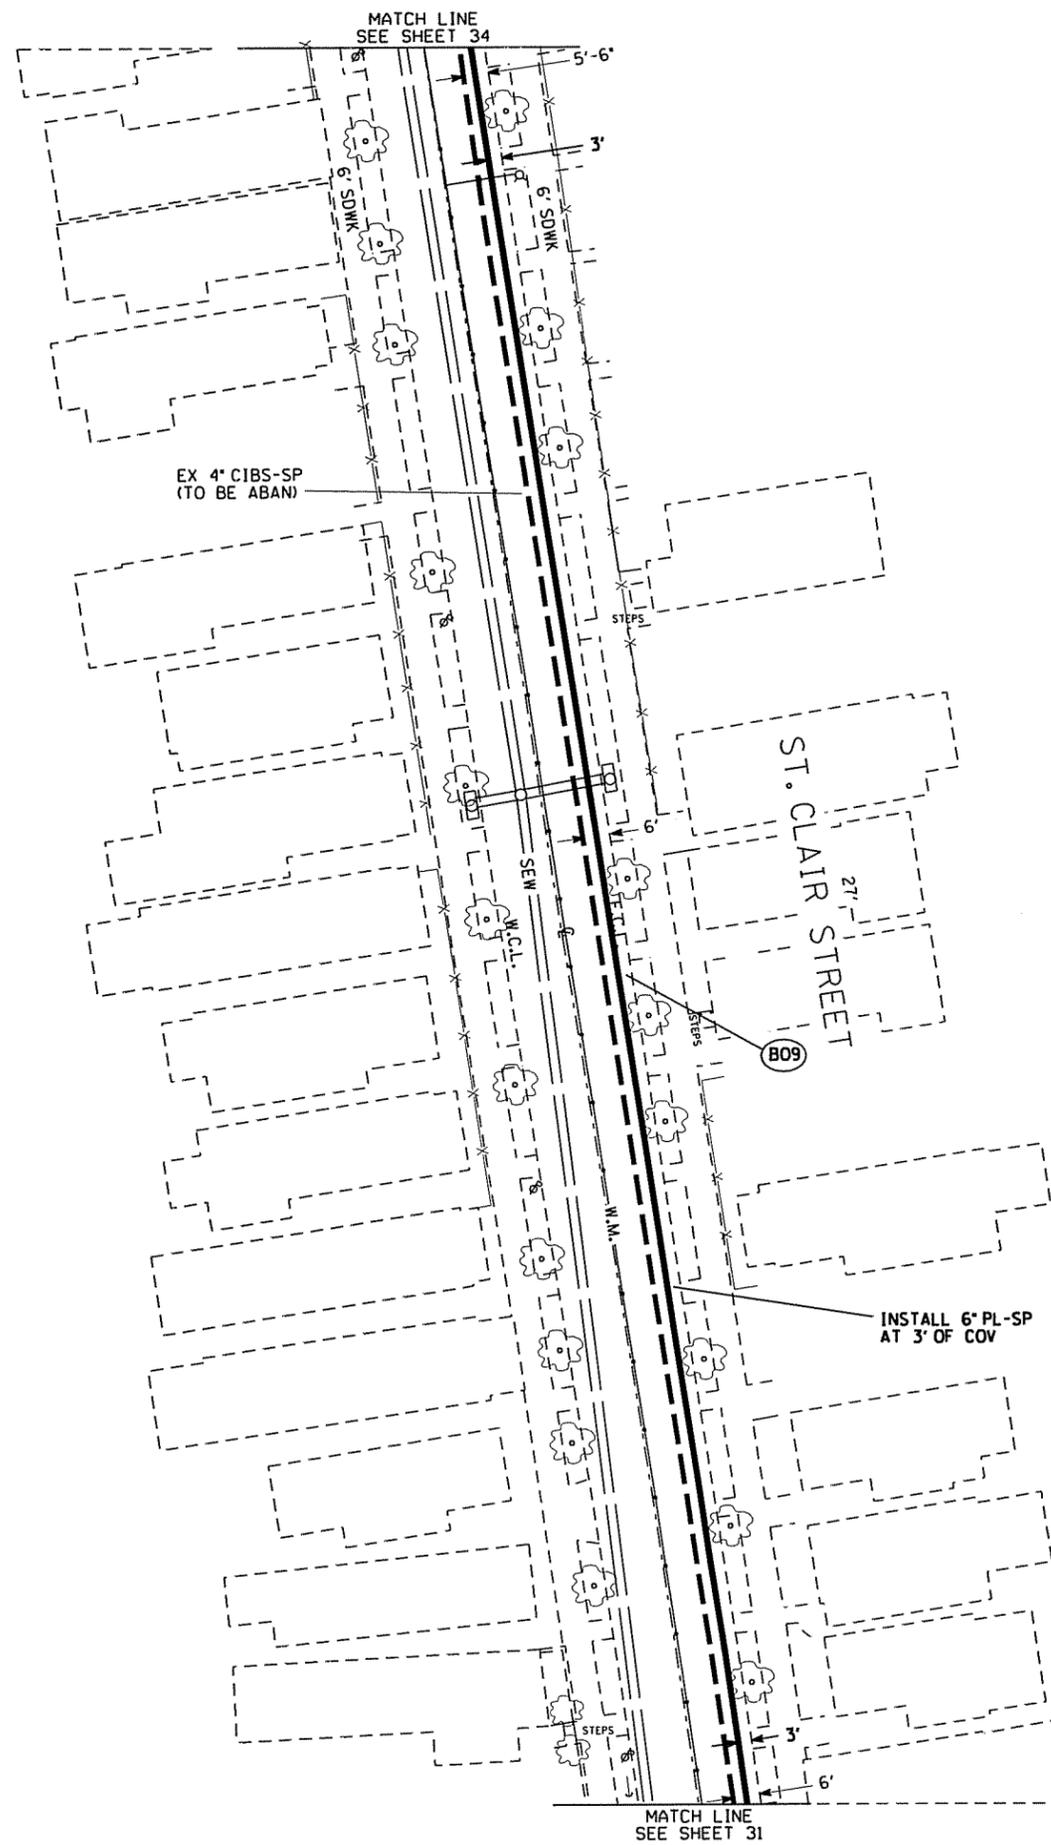 MATCH LINE
SEE SHEET 34
5'-6"
3'
6' SDWK
6' SDWK
EX 4" CIBS-SP
(TO BE ABAN)
STEPS
6'
SEW
W.C.L.
ST. CLAIR STREET
27'
STEPS
B09
W.M.
INSTALL 6" PL-SP
AT 3' OF COV
STEPS
3'
6'
MATCH LINE
SEE SHEET 31